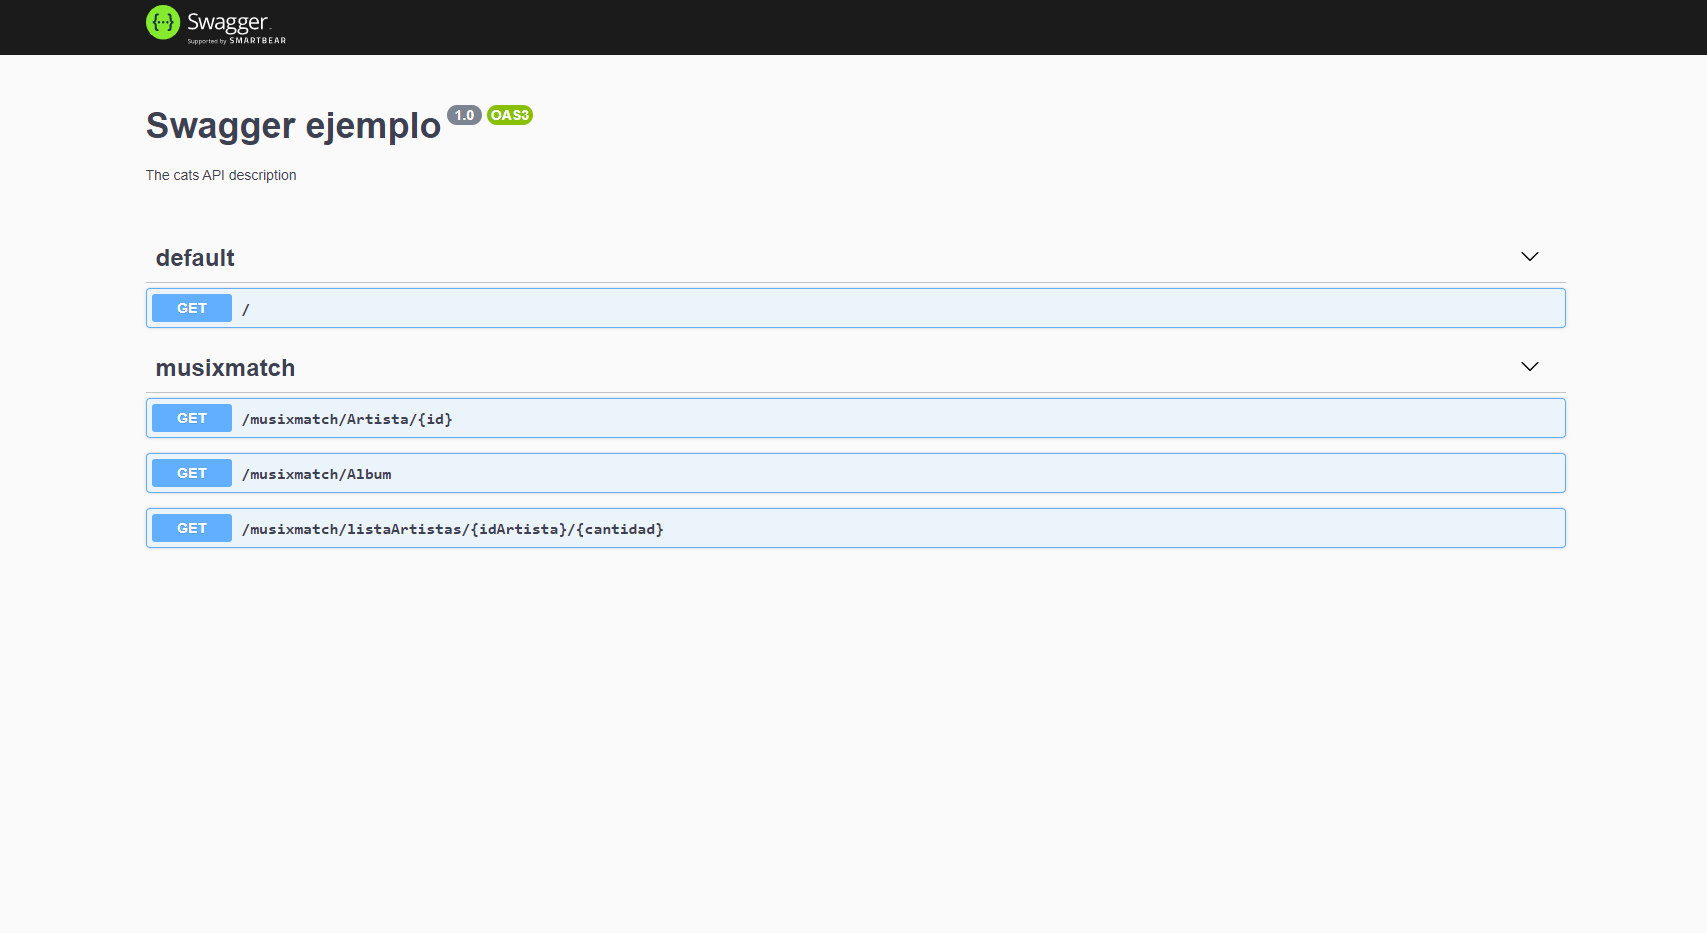 Swagger
Supported by SMARTBEAR
Swagger ejemplo 1.0 OAS3
The cats API description
default
GET /
musixmatch
GET /musixmatch/Artista/{id}
GET /musixmatch/Album
GET /musixmatch/listaArtistas/{idArtista}/{cantidad}